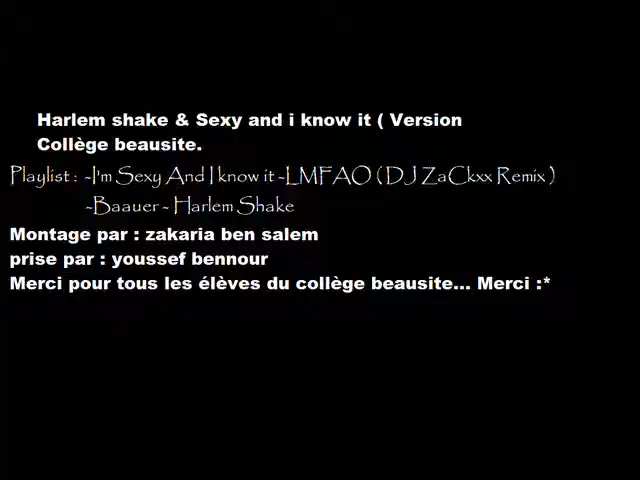 Harlem shake & Sexy and i know it ( Version
Collège beausite.
Playlist : -I'm Sexy And I know it -LMFAO ( DJ ZaCkxx Remix )
-Baauer - Harlem Shake
Montage par : zakaria ben salem
prise par : youssef bennour
Merci pour tous les élèves du collège beausite... Merci :*